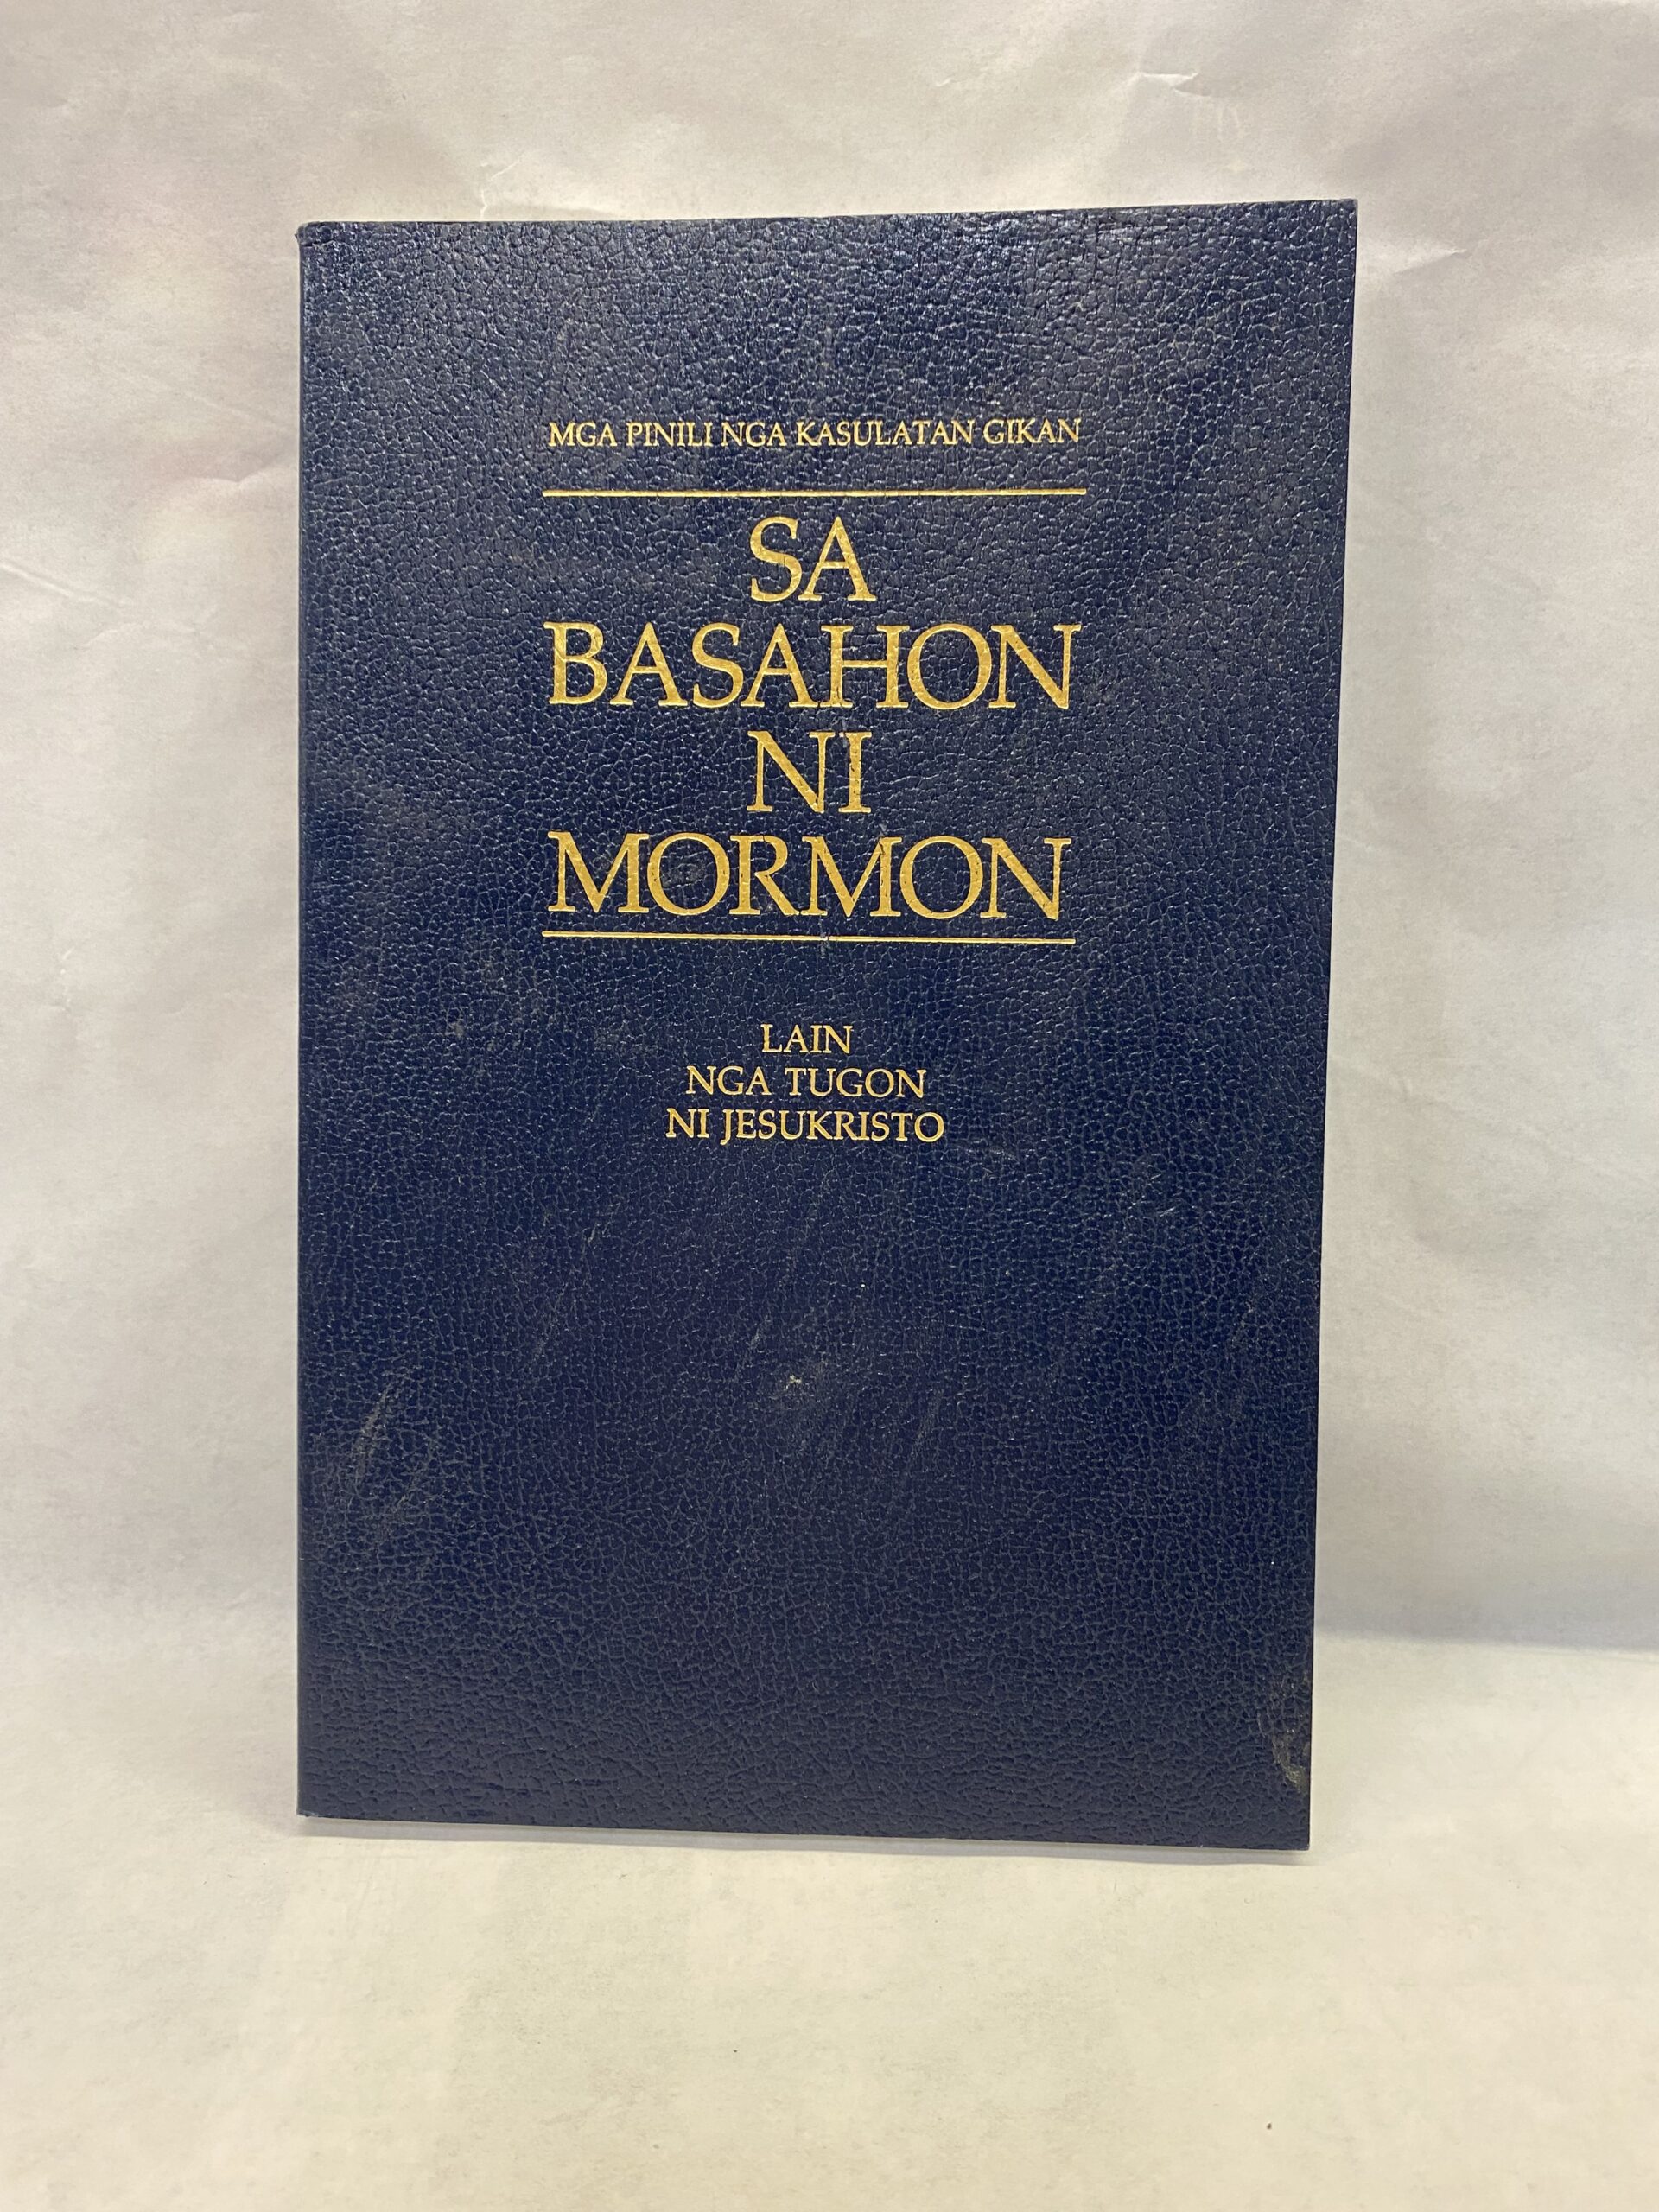 MGA PINILI NGA KASULATAN GIKAN
SA
BASAHON
NI
MORMON
LAIN
NGA TUGON
NI JESUKRISTO